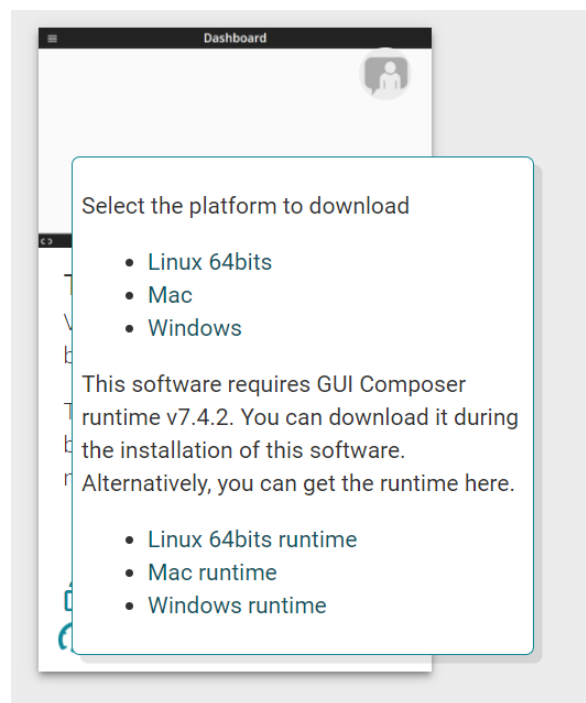 Dashboard
Select the platform to download
Linux 64bits
Mac
Windows
This software requires GUI Composer
runtime v7.4.2. You can download it during
the installation of this software.
Alternatively, you can get the runtime here.
Linux 64bits runtime
Mac runtime
Windows runtime